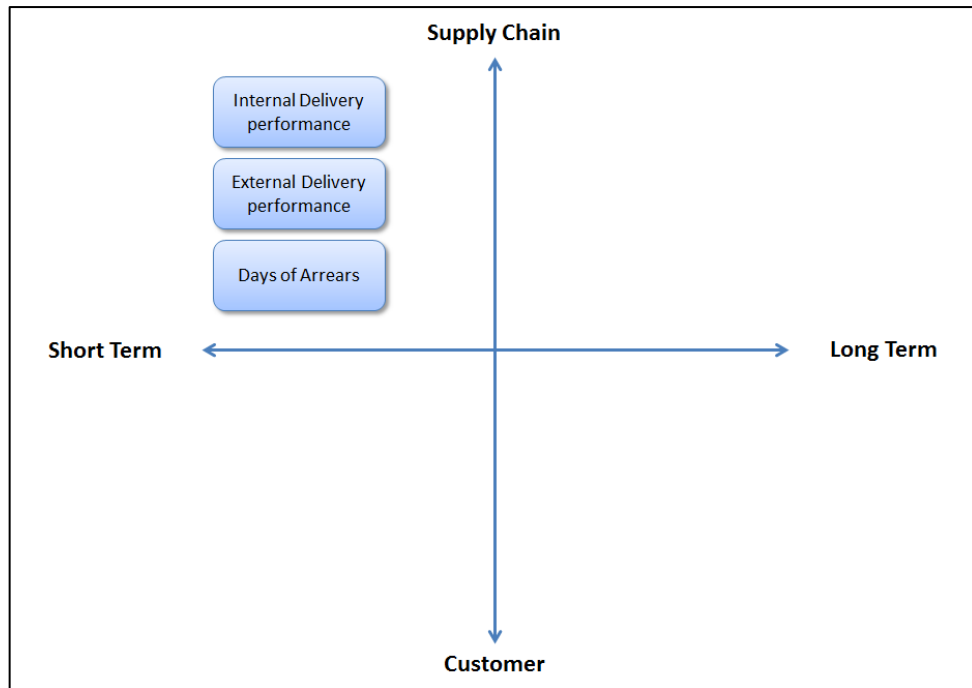 Supply Chain
Internal Delivery
performance
External Delivery
performance
Days of Arrears
Short Term
Long Term
Customer